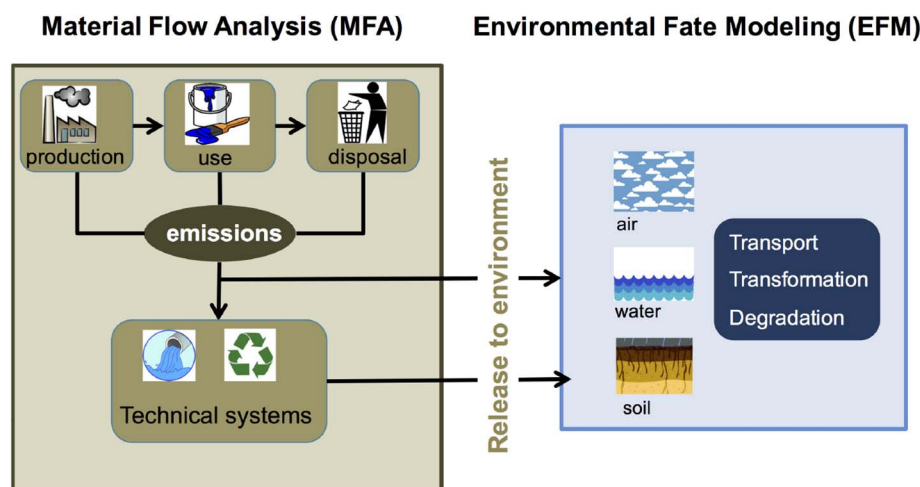 Material Flow Analysis (MFA)
Environmental Fate Modeling (EFM)
production
use
disposal
emissions
Technical systems
Release to environment
air
water
soil
Transport
Transformation
Degradation